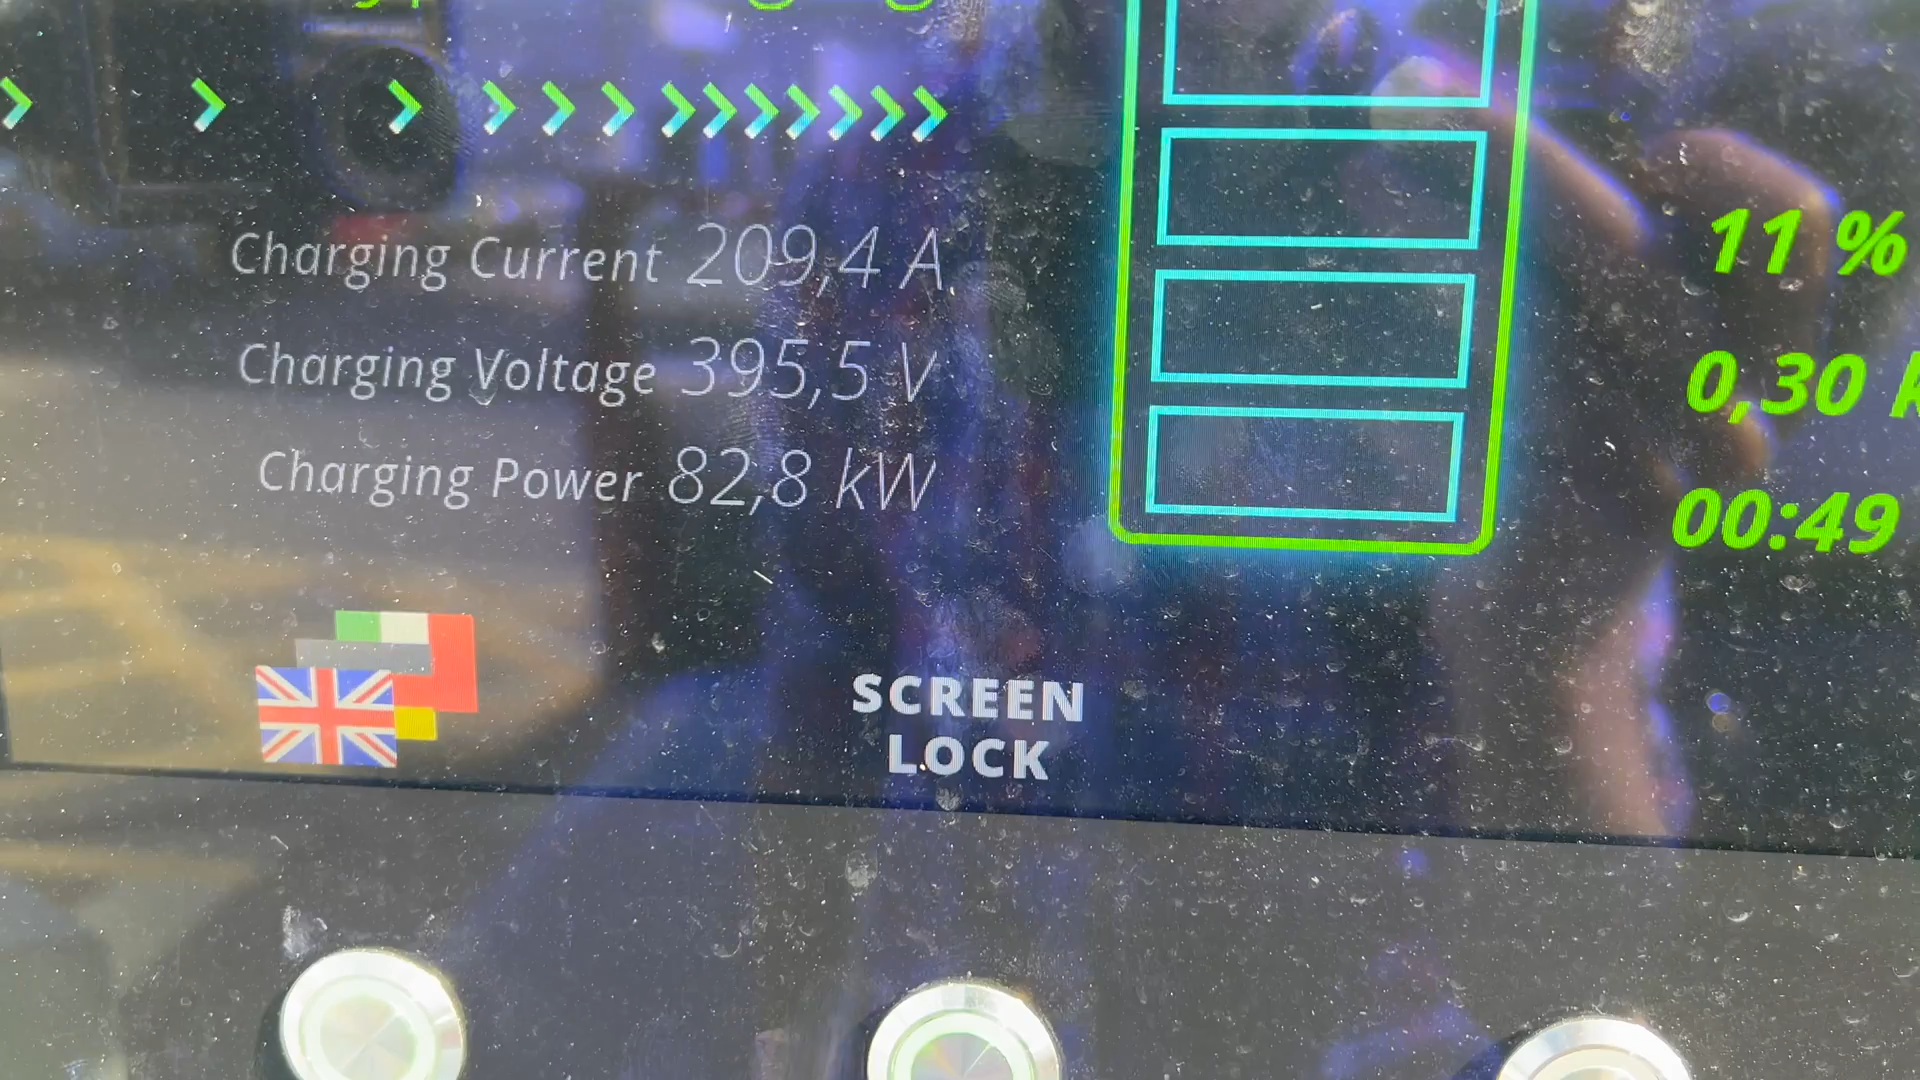 Charging Current 209,4 A
Charging Voltage 395,5 V
Charging Power 82,8 kW
11 %
0,30
00:49
SCREEN
LOCK